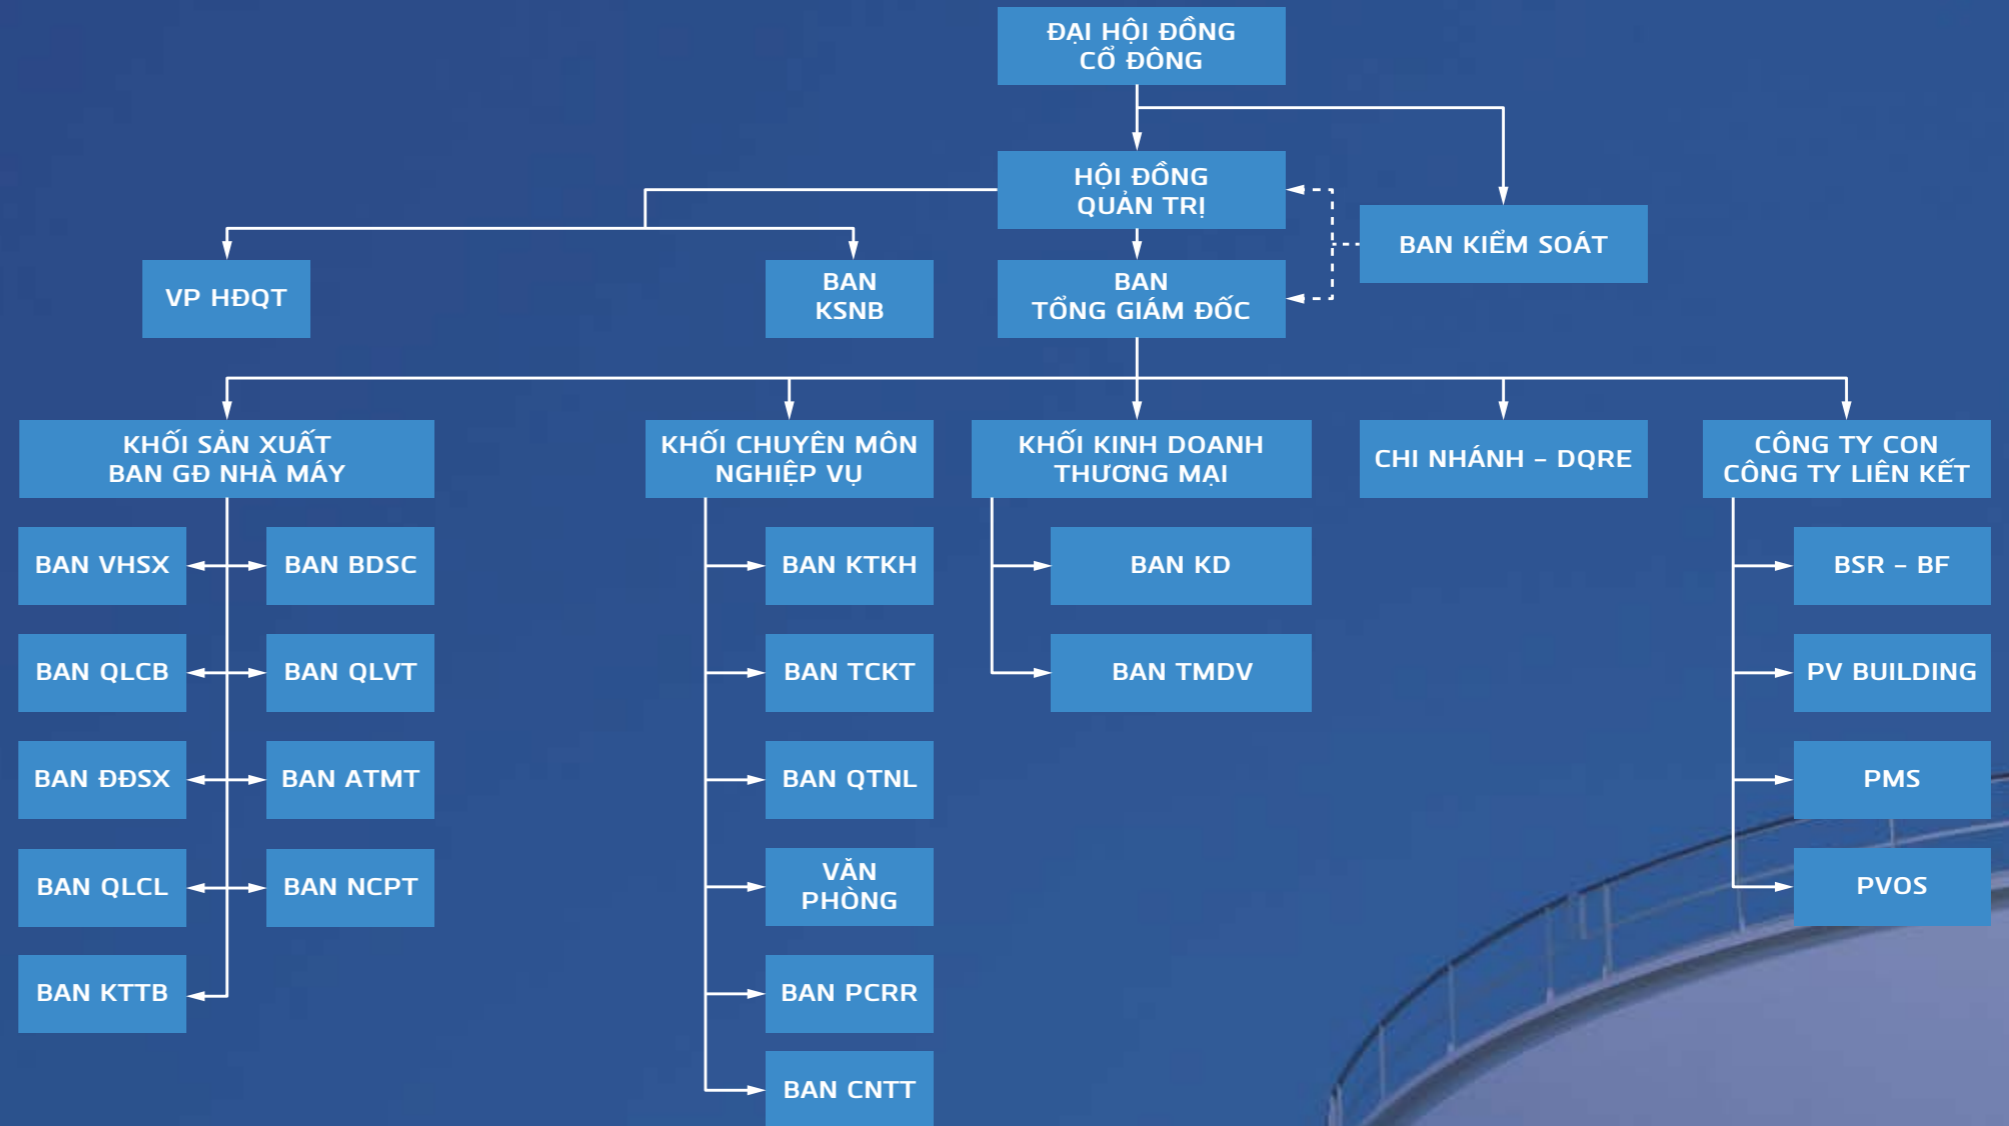 ĐẠI HỘI ĐỒNG
CỔ ĐÔNG
HỘI ĐỒNG
QUẢN TRỊ
BAN KIỂM SOÁT
VP HĐQT
BAN
KSNB
BAN
TỔNG GIÁM ĐỐC
KHỐI SẢN XUẤT
BAN GĐ NHÀ MÁY
KHỐI CHUYÊN MÔN
NGHIỆP VỤ
KHỐI KINH DOANH
THƯƠNG MẠI
CHI NHÁNH – DQRE
CÔNG TY CON
CÔNG TY LIÊN KẾT
BAN VHSX
BAN BDSC
BAN KTKH
BAN KD
BSR – BF
BAN QLCB
BAN QLVT
BAN TCKT
BAN TMDV
PV BUILDING
BAN ĐĐSX
BAN ATMT
BAN QTNL
PMS
BAN QLCL
BAN NCPT
VĂN
PHÒNG
PVOS
BAN KTTB
BAN PCRR
BAN CNTT